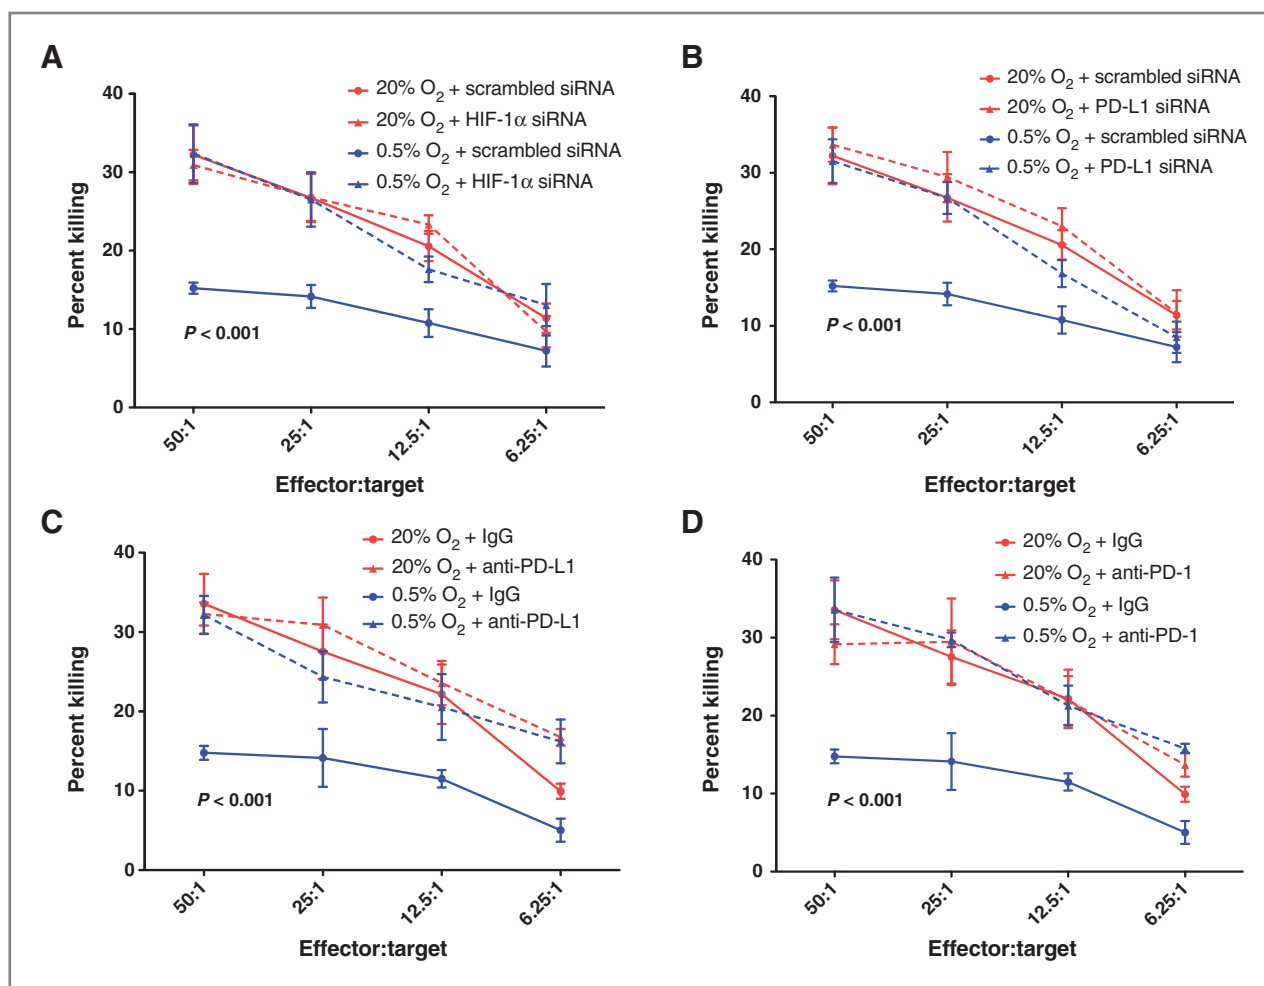 A
20% O2 + scrambled siRNA
20% O2 + HIF-1α siRNA
0.5% O2 + scrambled siRNA
0.5% O2 + HIF-1α siRNA
Percent killing
40
30
20
10
0
P < 0.001
50:1
25:1
12.5:1
6.25:1
Effector:target
B
20% O2 + scrambled siRNA
20% O2 + PD-L1 siRNA
0.5% O2 + scrambled siRNA
0.5% O2 + PD-L1 siRNA
Percent killing
40
30
20
10
0
P < 0.001
50:1
25:1
12.5:1
6.25:1
Effector:target
C
20% O2 + IgG
20% O2 + anti-PD-L1
0.5% O2 + IgG
0.5% O2 + anti-PD-L1
Percent killing
40
30
20
10
0
P < 0.001
50:1
25:1
12.5:1
6.25:1
Effector:target
D
20% O2 + IgG
20% O2 + anti-PD-1
0.5% O2 + IgG
0.5% O2 + anti-PD-1
Percent killing
40
30
20
10
0
P < 0.001
50:1
25:1
12.5:1
6.25:1
Effector:target